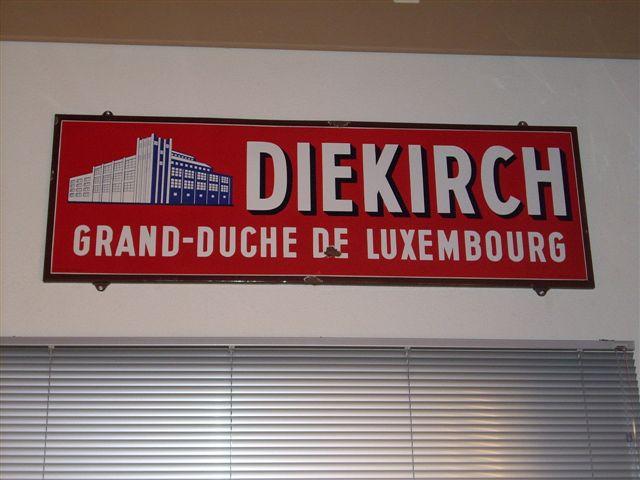 DIEKIRCH
GRAND-DUCHE DE LUXEMBOURG